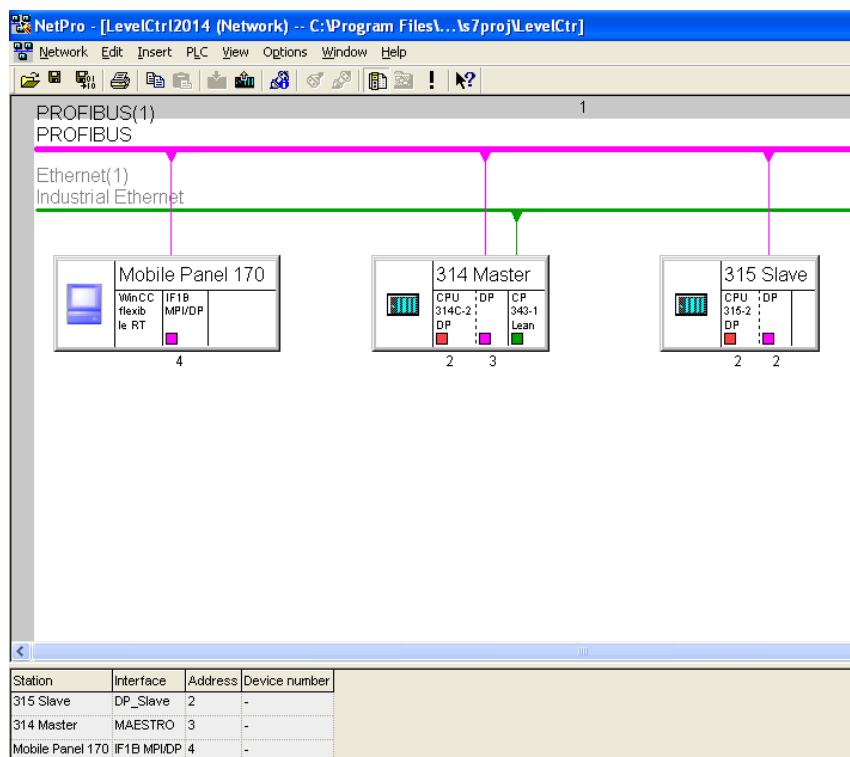 NetPro - [LevelCtrl2014 (Network) -- C:\Program Files\...\s7proj\LevelCtr]
Network Edit Insert PLC View Options Window Help
1
PROFIBUS(1)
PROFIBUS
Ethernet(1)
Industrial Ethernet
Mobile Panel 170
WinCC
flexib
le RT
IF1B
MPI/DP
4
314 Master
CPU
314C-2
DP
DP
CP
343-1
Lean
2 3
315 Slave
CPU
315-2
DP
DP
2 2
Station Interface Address Device number
315 Slave DP_Slave 2 -
314 Master MAESTRO 3 -
Mobile Panel 170 IF1B MPI/DP 4 -